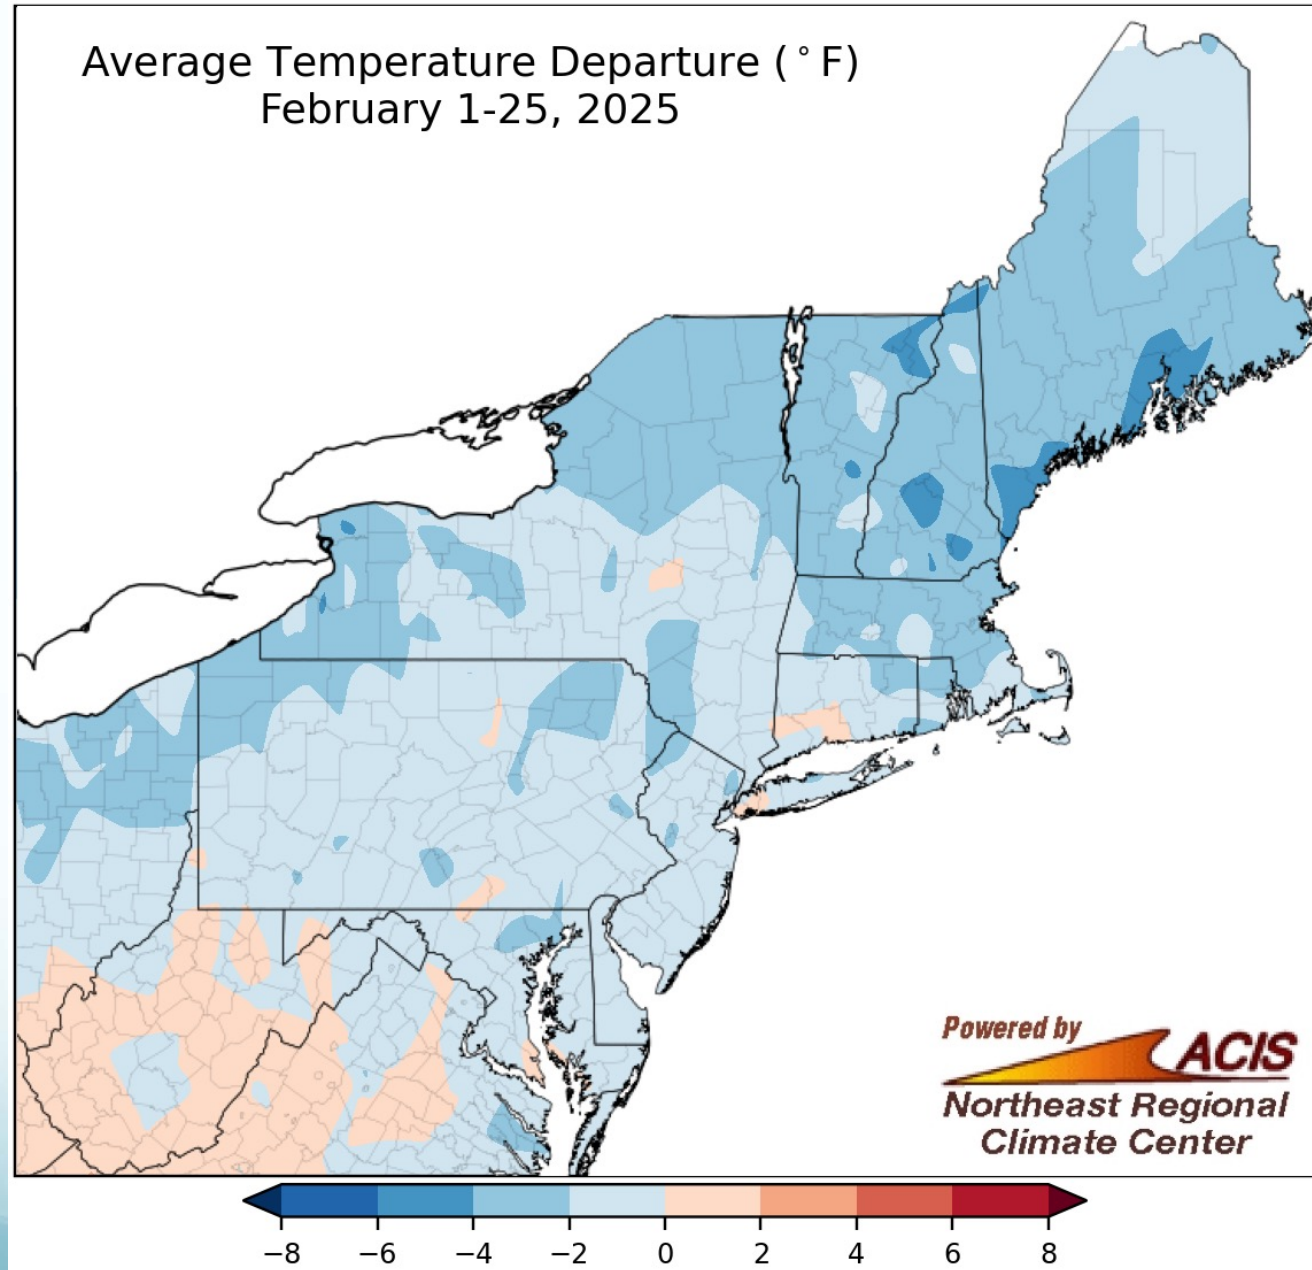 Average Temperature Departure (°F)
February 1-25, 2025
Powered by
ACIS
Northeast Regional
Climate Center
−8 −6 −4 −2 0 2 4 6 8